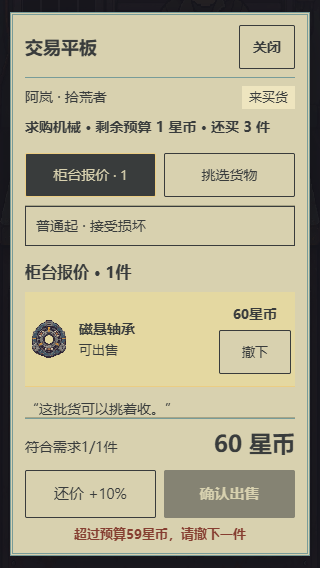 交易平板
关闭
阿岚 · 拾荒者
来买货
求购机械 • 剩余预算 1 星币 • 还买 3 件
柜台报价 · 1
挑选货物
普通起 · 接受损坏
柜台报价 • 1件
60星币
磁悬轴承
可出售
撤下
“这批货可以挑着收。”
符合需求1/1件
60 星币
还价 +10%
确认出售
超过预算59星币，请撤下一件